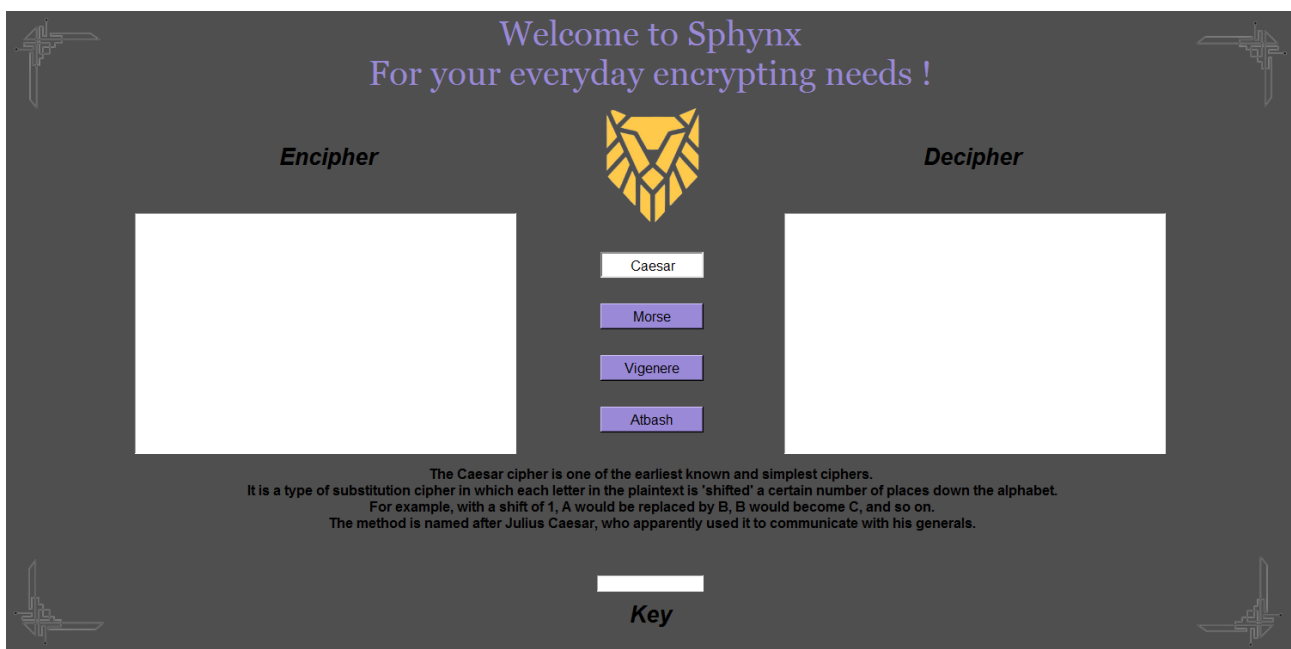 Welcome to Sphynx
For your everyday encrypting needs !
Encipher
Decipher
Caesar
Morse
Vigenere
Atbash
The Caesar cipher is one of the earliest known and simplest ciphers.
It is a type of substitution cipher in which each letter in the plaintext is 'shifted' a certain number of places down the alphabet.
For example, with a shift of 1, A would be replaced by B, B would become C, and so on.
The method is named after Julius Caesar, who apparently used it to communicate with his generals.
Key